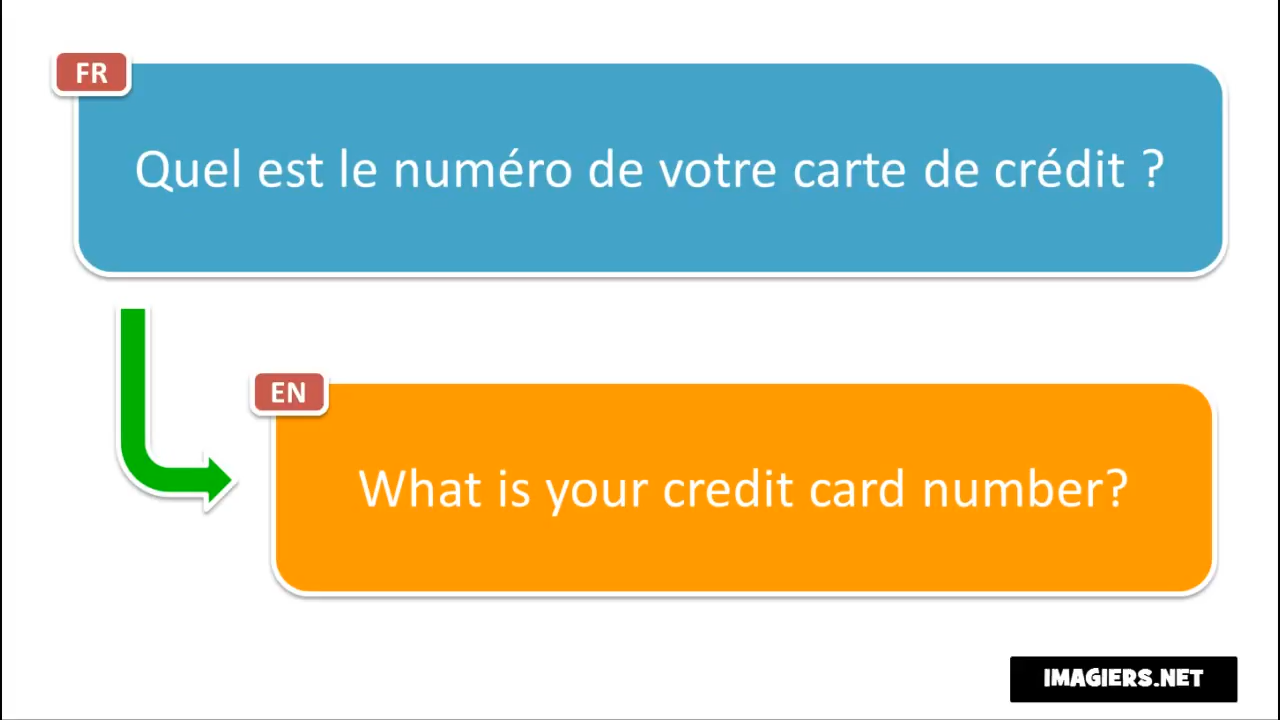 FR
Quel est le numéro de votre carte de crédit ?
EN
What is your credit card number?
IMAGIERS.NET